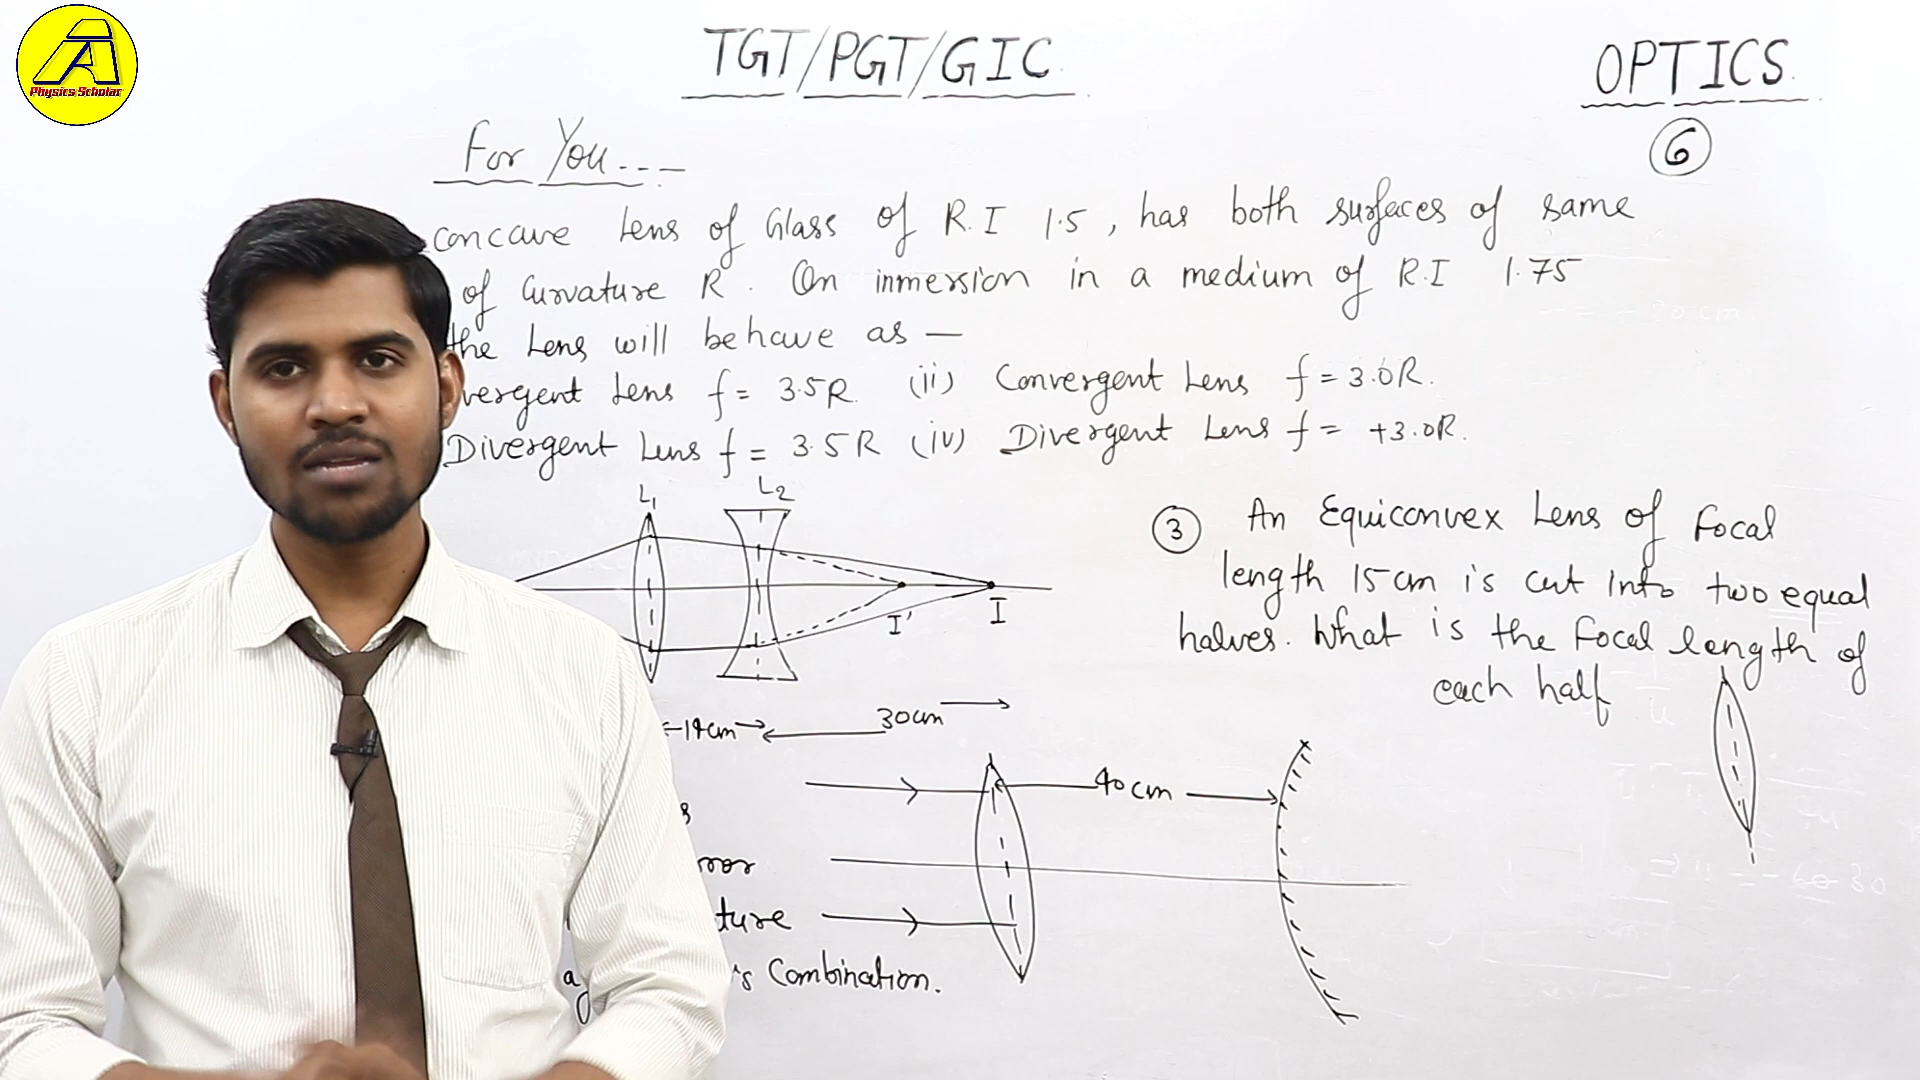 A
Physics Scholar
TGT/PGT/GIC
OPTICS
6
For You....
concave Lens of Glass of R.I 1.5, has both surfaces of same
of Curvature R. On inmersion in a medium of R.I 1.75
the Lens will behave as —
vergent Lens f = 3.5R (ii) Convergent Lens f = 3.0R.
Divergent Lens f = 3.5R (iv) Divergent Lens f = +3.0R.
L1 L2
I' I
14cm 30cm
3 An Equiconvex Lens of Focal
length 15cm is cut into two equal
halves. What is the Focal length of
each half
40cm
ture
's Combination.